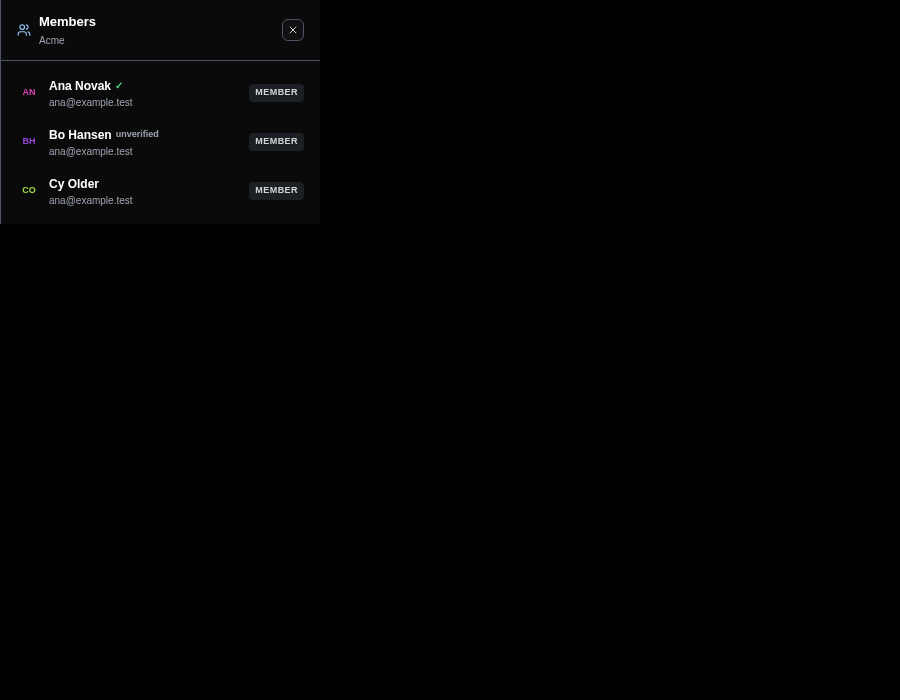 Members
Acme
AN Ana Novak ✓ MEMBER
ana@example.test
BH Bo Hansen unverified MEMBER
ana@example.test
CO Cy Older MEMBER
ana@example.test